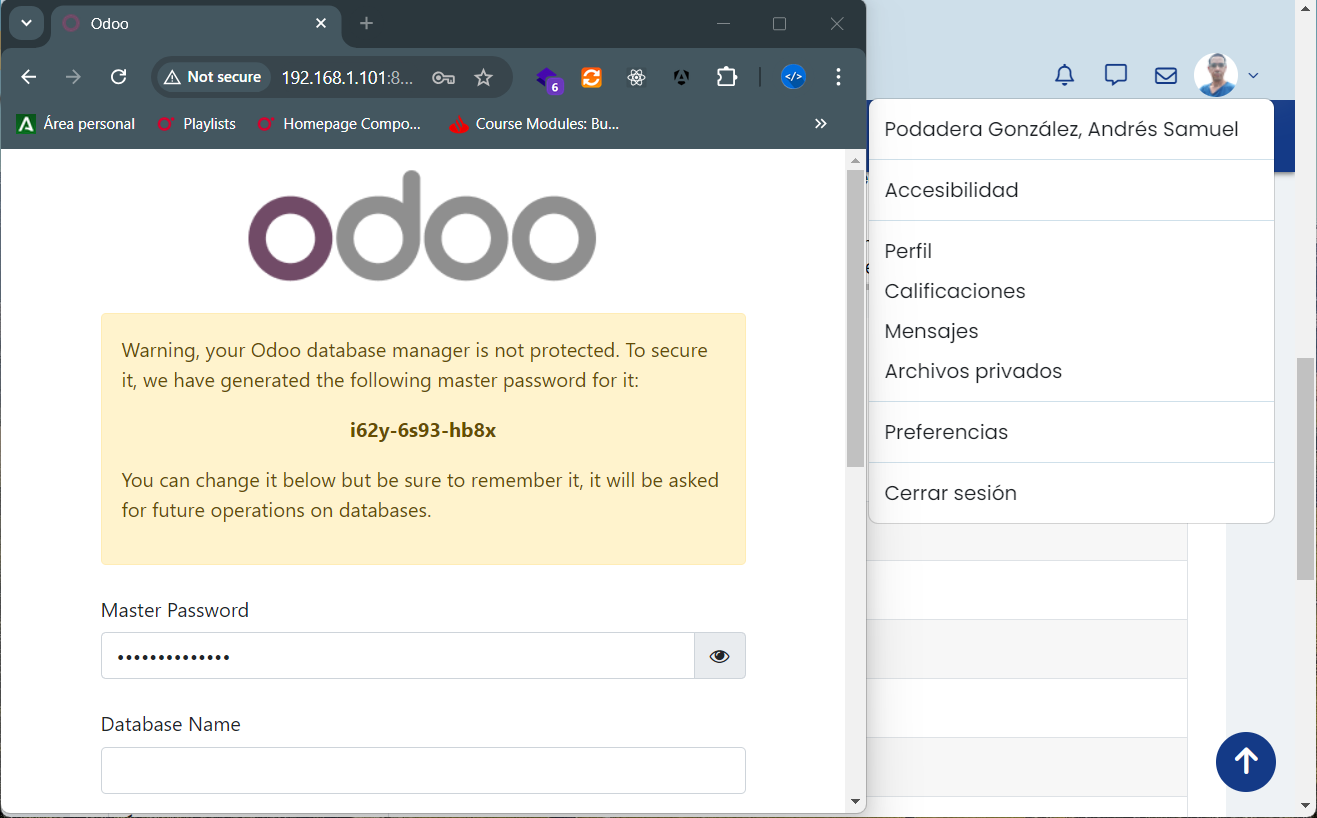 Odoo
Not secure
192.168.1.101:8...
6
Área personal
Playlists
Homepage Compo...
Course Modules: Bu...
odoo
Warning, your Odoo database manager is not protected. To secure
it, we have generated the following master password for it:
i62y-6s93-hb8x
You can change it below but be sure to remember it, it will be asked
for future operations on databases.
Master Password
Database Name
Podadera González, Andrés Samuel
Accesibilidad
Perfil
Calificaciones
Mensajes
Archivos privados
Preferencias
Cerrar sesión